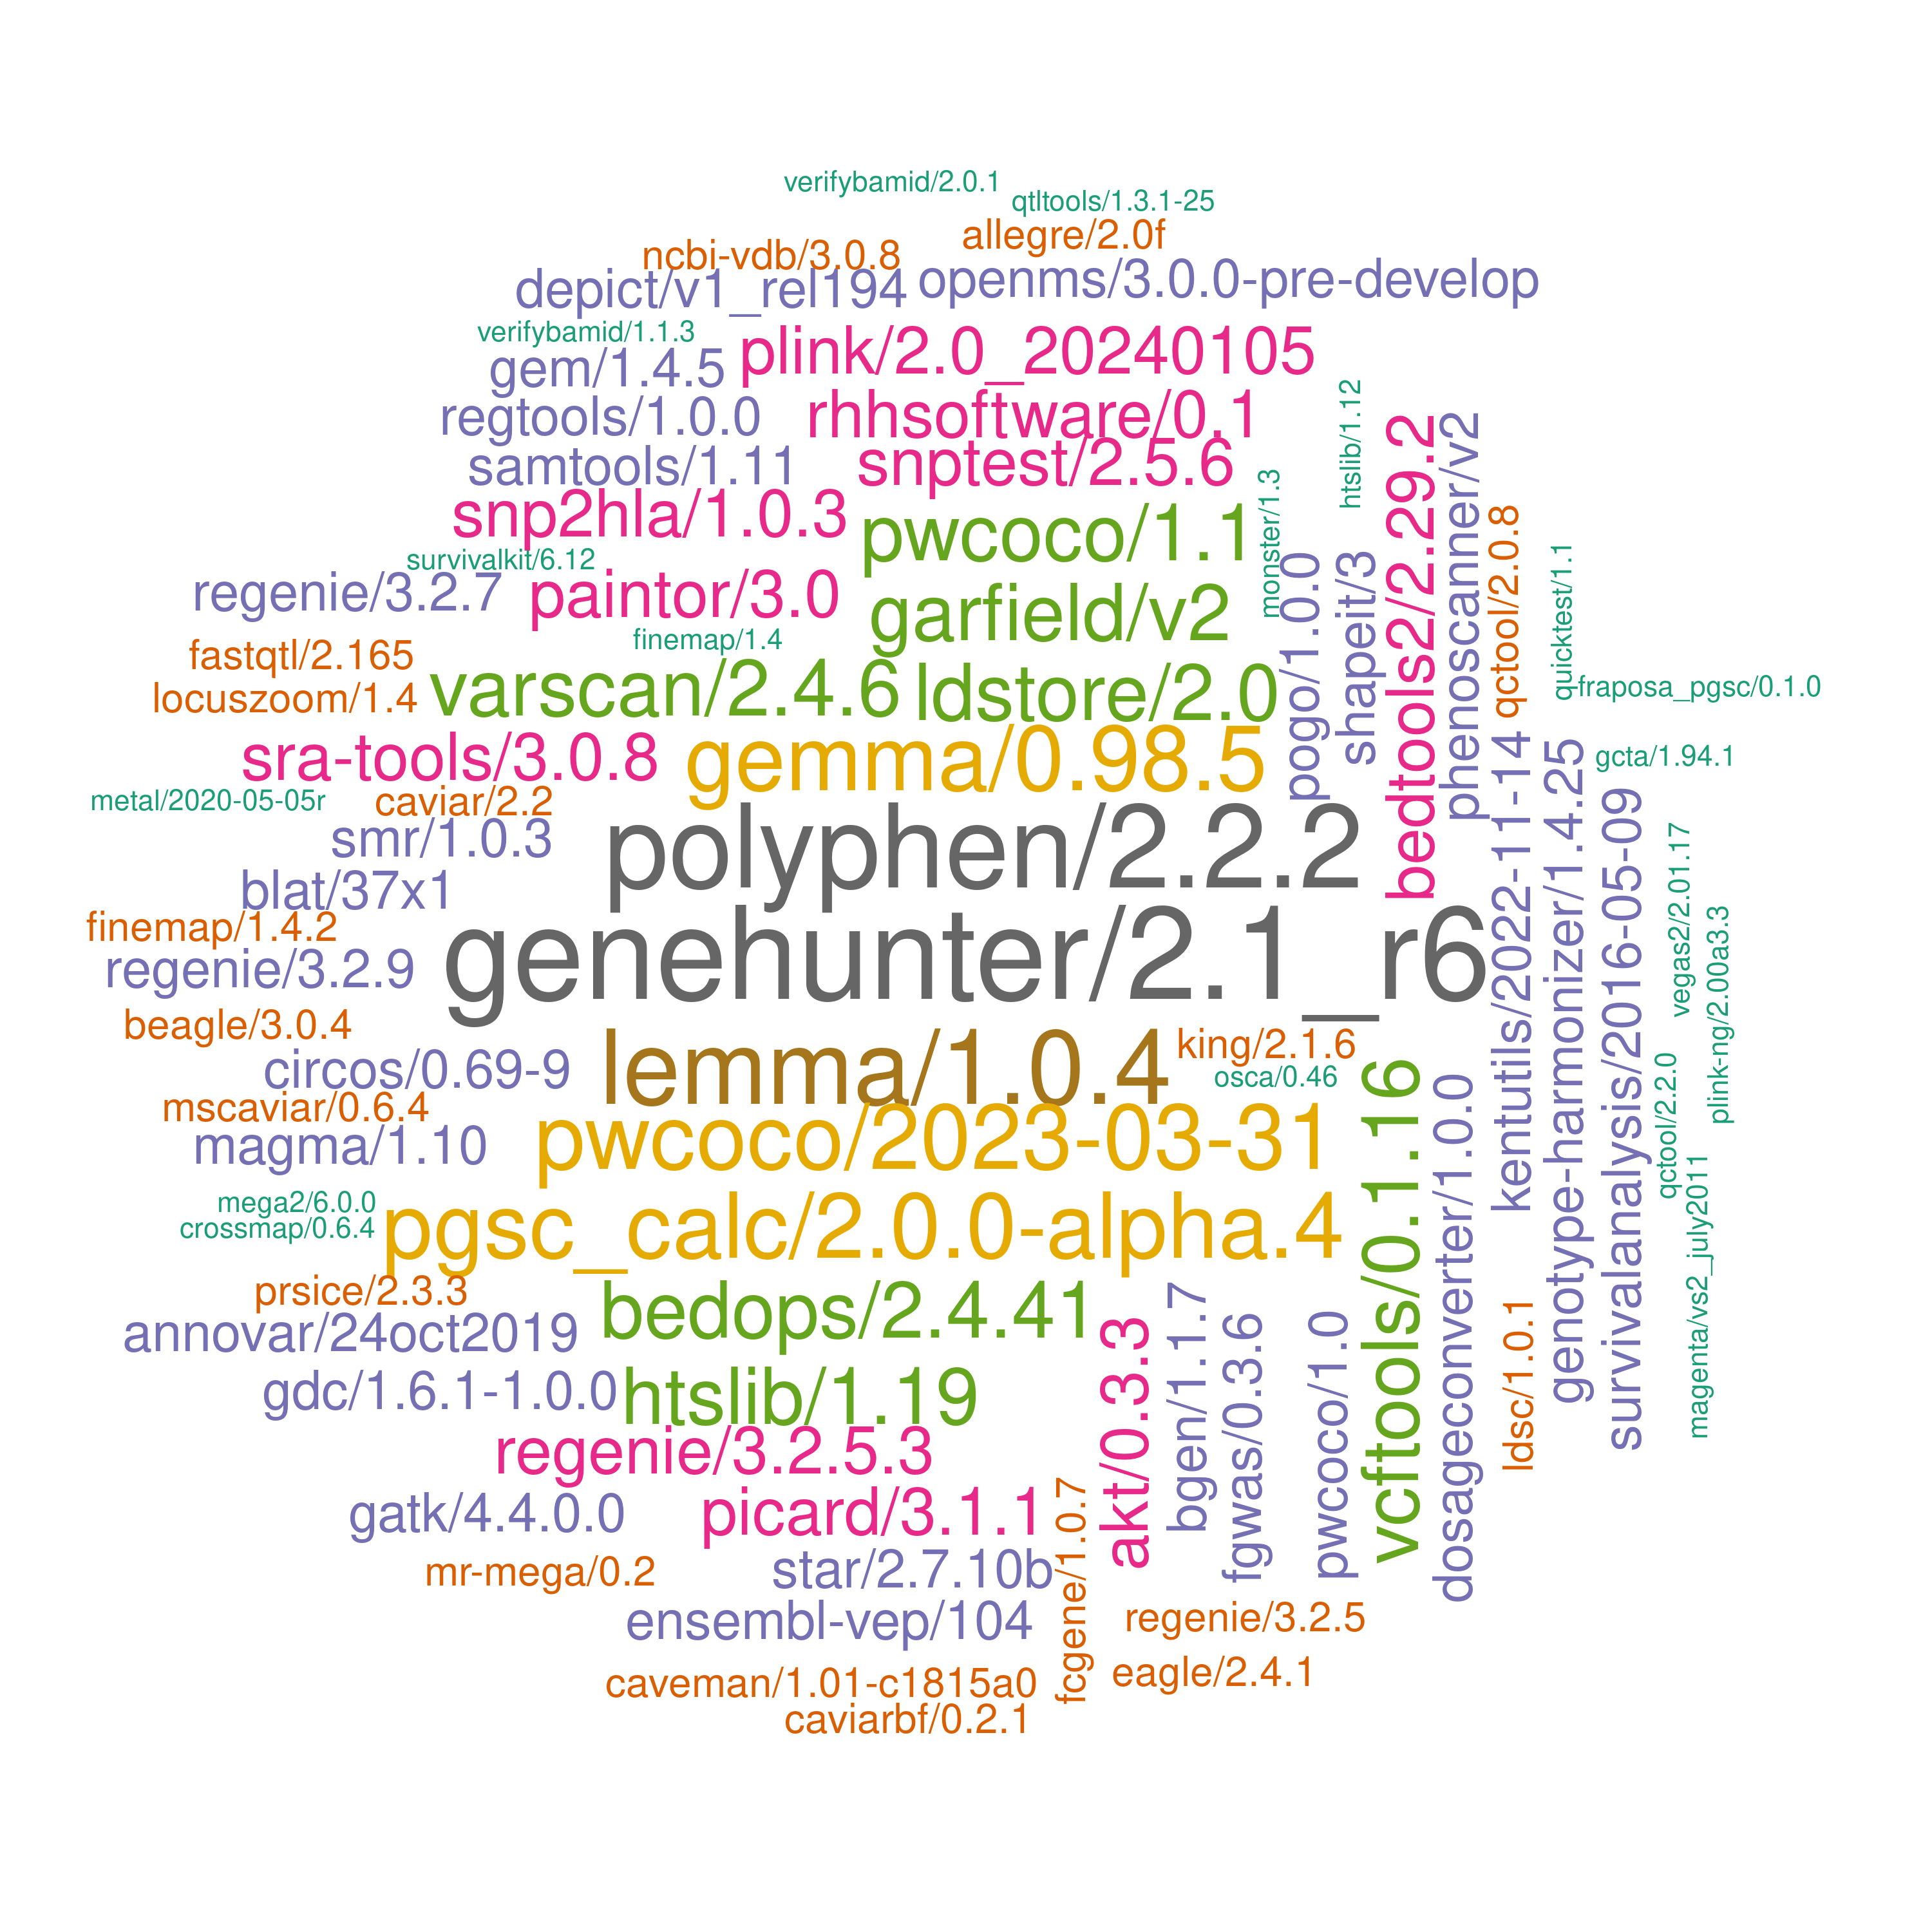 verifybamid/2.0.1
qtltools/1.3.1-25
allegre/2.0f
ncbi-vdb/3.0.8
depict/v1_rel194
openms/3.0.0-pre-develop
verifybamid/1.1.3
plink/2.0_20240105
gem/1.4.5
rhhsoftware/0.1
regtools/1.0.0
htslib/1.12
samtools/1.11
snptest/2.5.6
snp2hla/1.0.3
pwcoco/1.1
monster/1.3
bedtools2/2.29.2
phenoscanner/v2
qctool/2.0.8
survivalkit/6.12
regenie/3.2.7
paintor/3.0
garfield/v2
pogo/1.0.0
shapeit/3
quicktest/1.1
finemap/1.4
fastqtl/2.165
locuszoom/1.4
varscan/2.4.6
ldstore/2.0
fraposa_pgsc/0.1.0
sra-tools/3.0.8
gemma/0.98.5
gcta/1.94.1
metal/2020-05-05r
caviar/2.2
smr/1.0.3
polyphen/2.2.2
kentutils/2022-11-14
genotype-harmonizer/1.4.25
survivalanalysis/2016-05-09
vegas2/2.01.17
plink-ng/2.00a3.3
blat/37x1
finemap/1.4.2
regenie/3.2.9
genehunter/2.1_r6
beagle/3.0.4
circos/0.69-9
lemma/1.0.4
king/2.1.6
osca/0.46
mscaviar/0.6.4
magma/1.10
pwcoco/2023-03-31
vcftools/0.1.16
dosageconverter/1.0.0
qctool/2.2.0
magenta/vs2_july2011
mega2/6.0.0
crossmap/0.6.4
pgsc_calc/2.0.0-alpha.4
prsice/2.3.3
annovar/24oct2019
bedops/2.4.41
akt/0.3.3
bgen/1.1.7
fgwas/0.3.6
pwcoco/1.0
ldsc/1.0.1
gdc/1.6.1-1.0.0
htslib/1.19
regenie/3.2.5.3
gatk/4.4.0.0
picard/3.1.1
fcgene/1.0.7
mr-mega/0.2
star/2.7.10b
ensembl-vep/104
regenie/3.2.5
caveman/1.01-c1815a0
eagle/2.4.1
caviarbf/0.2.1